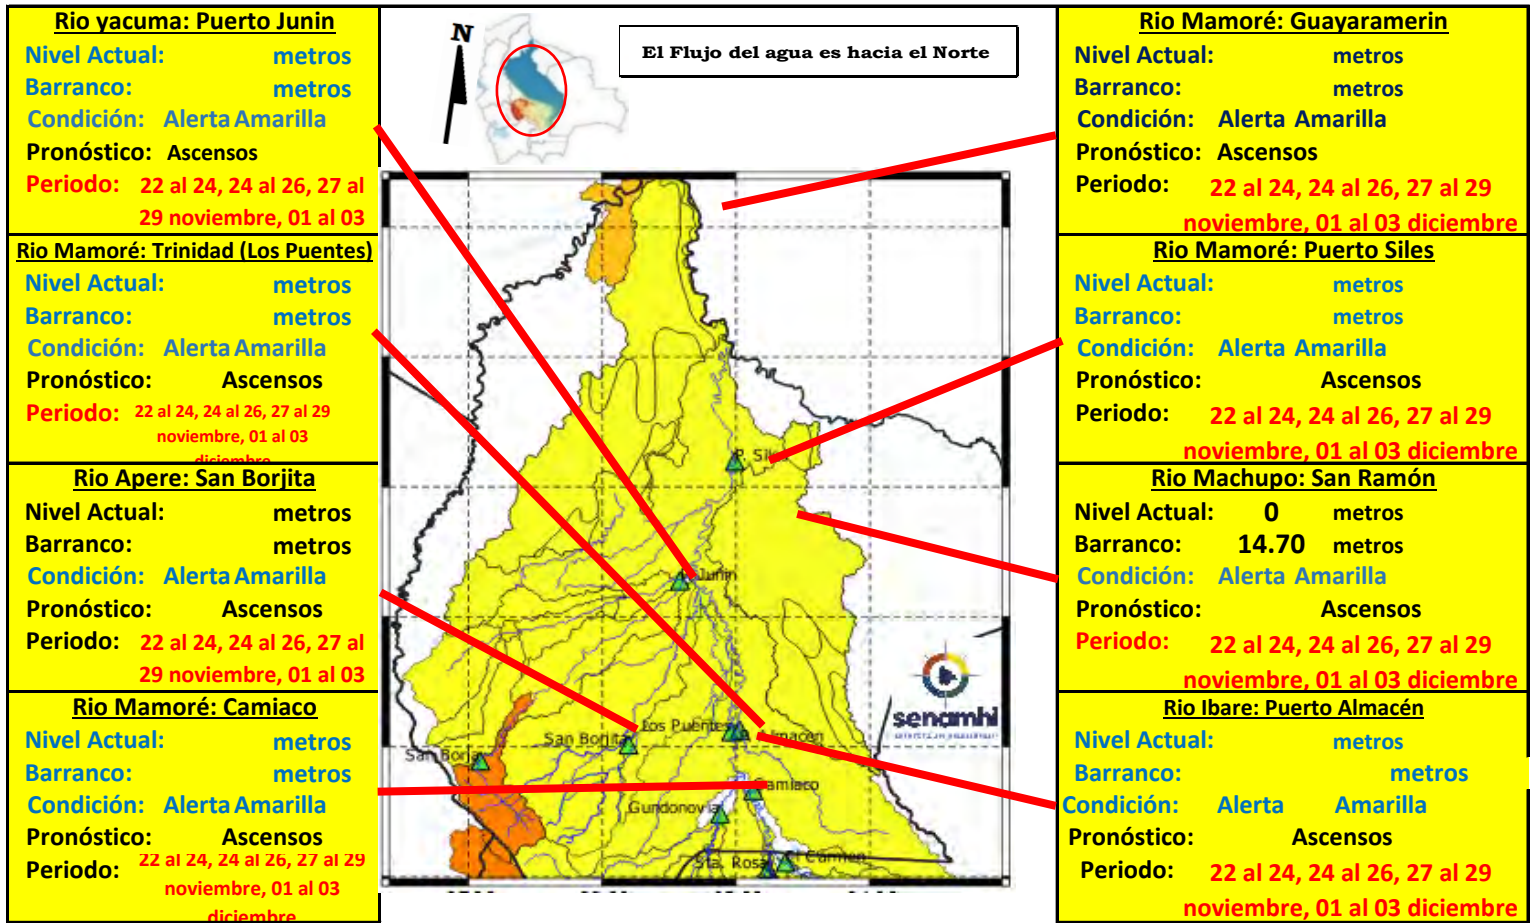 Rio yacuma: Puerto Junin
Nivel Actual: metros
Barranco: metros
Condición: Alerta Amarilla
Pronóstico: Ascensos
Periodo: 22 al 24, 24 al 26, 27 al
29 noviembre, 01 al 03
Rio Mamoré: Trinidad (Los Puentes)
Nivel Actual: metros
Barranco: metros
Condición: Alerta Amarilla
Pronóstico: Ascensos
Periodo: 22 al 24, 24 al 26, 27 al 29
noviembre, 01 al 03
diciembre
Rio Apere: San Borjita
Nivel Actual: metros
Barranco: metros
Condición: Alerta Amarilla
Pronóstico: Ascensos
Periodo: 22 al 24, 24 al 26, 27 al
29 noviembre, 01 al 03
Rio Mamoré: Camiaco
Nivel Actual: metros
Barranco: metros
Condición: Alerta Amarilla
Pronóstico: Ascensos
Periodo: 22 al 24, 24 al 26, 27 al 29
noviembre, 01 al 03
diciembre
N
El Flujo del agua es hacia el Norte
P. Siles
P. Junin
Los Puentes
P. Almacen
San Borjita
San Borja
Camiaco
Gundonovia
Sta. Rosa
El Carmen
senamhi
Rio Mamoré: Guayaramerin
Nivel Actual: metros
Barranco: metros
Condición: Alerta Amarilla
Pronóstico: Ascensos
Periodo: 22 al 24, 24 al 26, 27 al 29
noviembre, 01 al 03 diciembre
Rio Mamoré: Puerto Siles
Nivel Actual: metros
Barranco: metros
Condición: Alerta Amarilla
Pronóstico: Ascensos
Periodo: 22 al 24, 24 al 26, 27 al 29
noviembre, 01 al 03 diciembre
Rio Machupo: San Ramón
Nivel Actual: 0 metros
Barranco: 14.70 metros
Condición: Alerta Amarilla
Pronóstico: Ascensos
Periodo: 22 al 24, 24 al 26, 27 al 29
noviembre, 01 al 03 diciembre
Rio Ibare: Puerto Almacén
Nivel Actual: metros
Barranco: metros
Condición: Alerta Amarilla
Pronóstico: Ascensos
Periodo: 22 al 24, 24 al 26, 27 al 29
noviembre, 01 al 03 diciembre